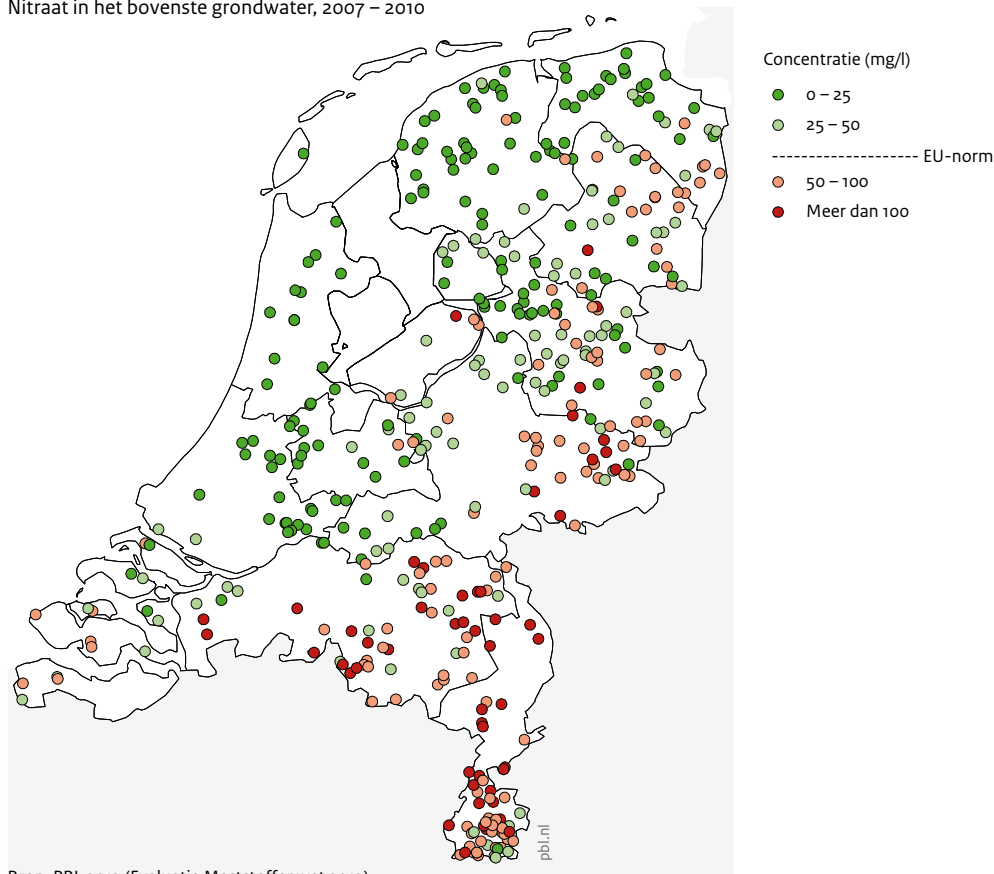 Nitraat in het bovenste grondwater, 2007 – 2010
Concentratie (mg/l)
0 – 25
25 – 50
EU-norm
50 – 100
Meer dan 100
pbl.nl